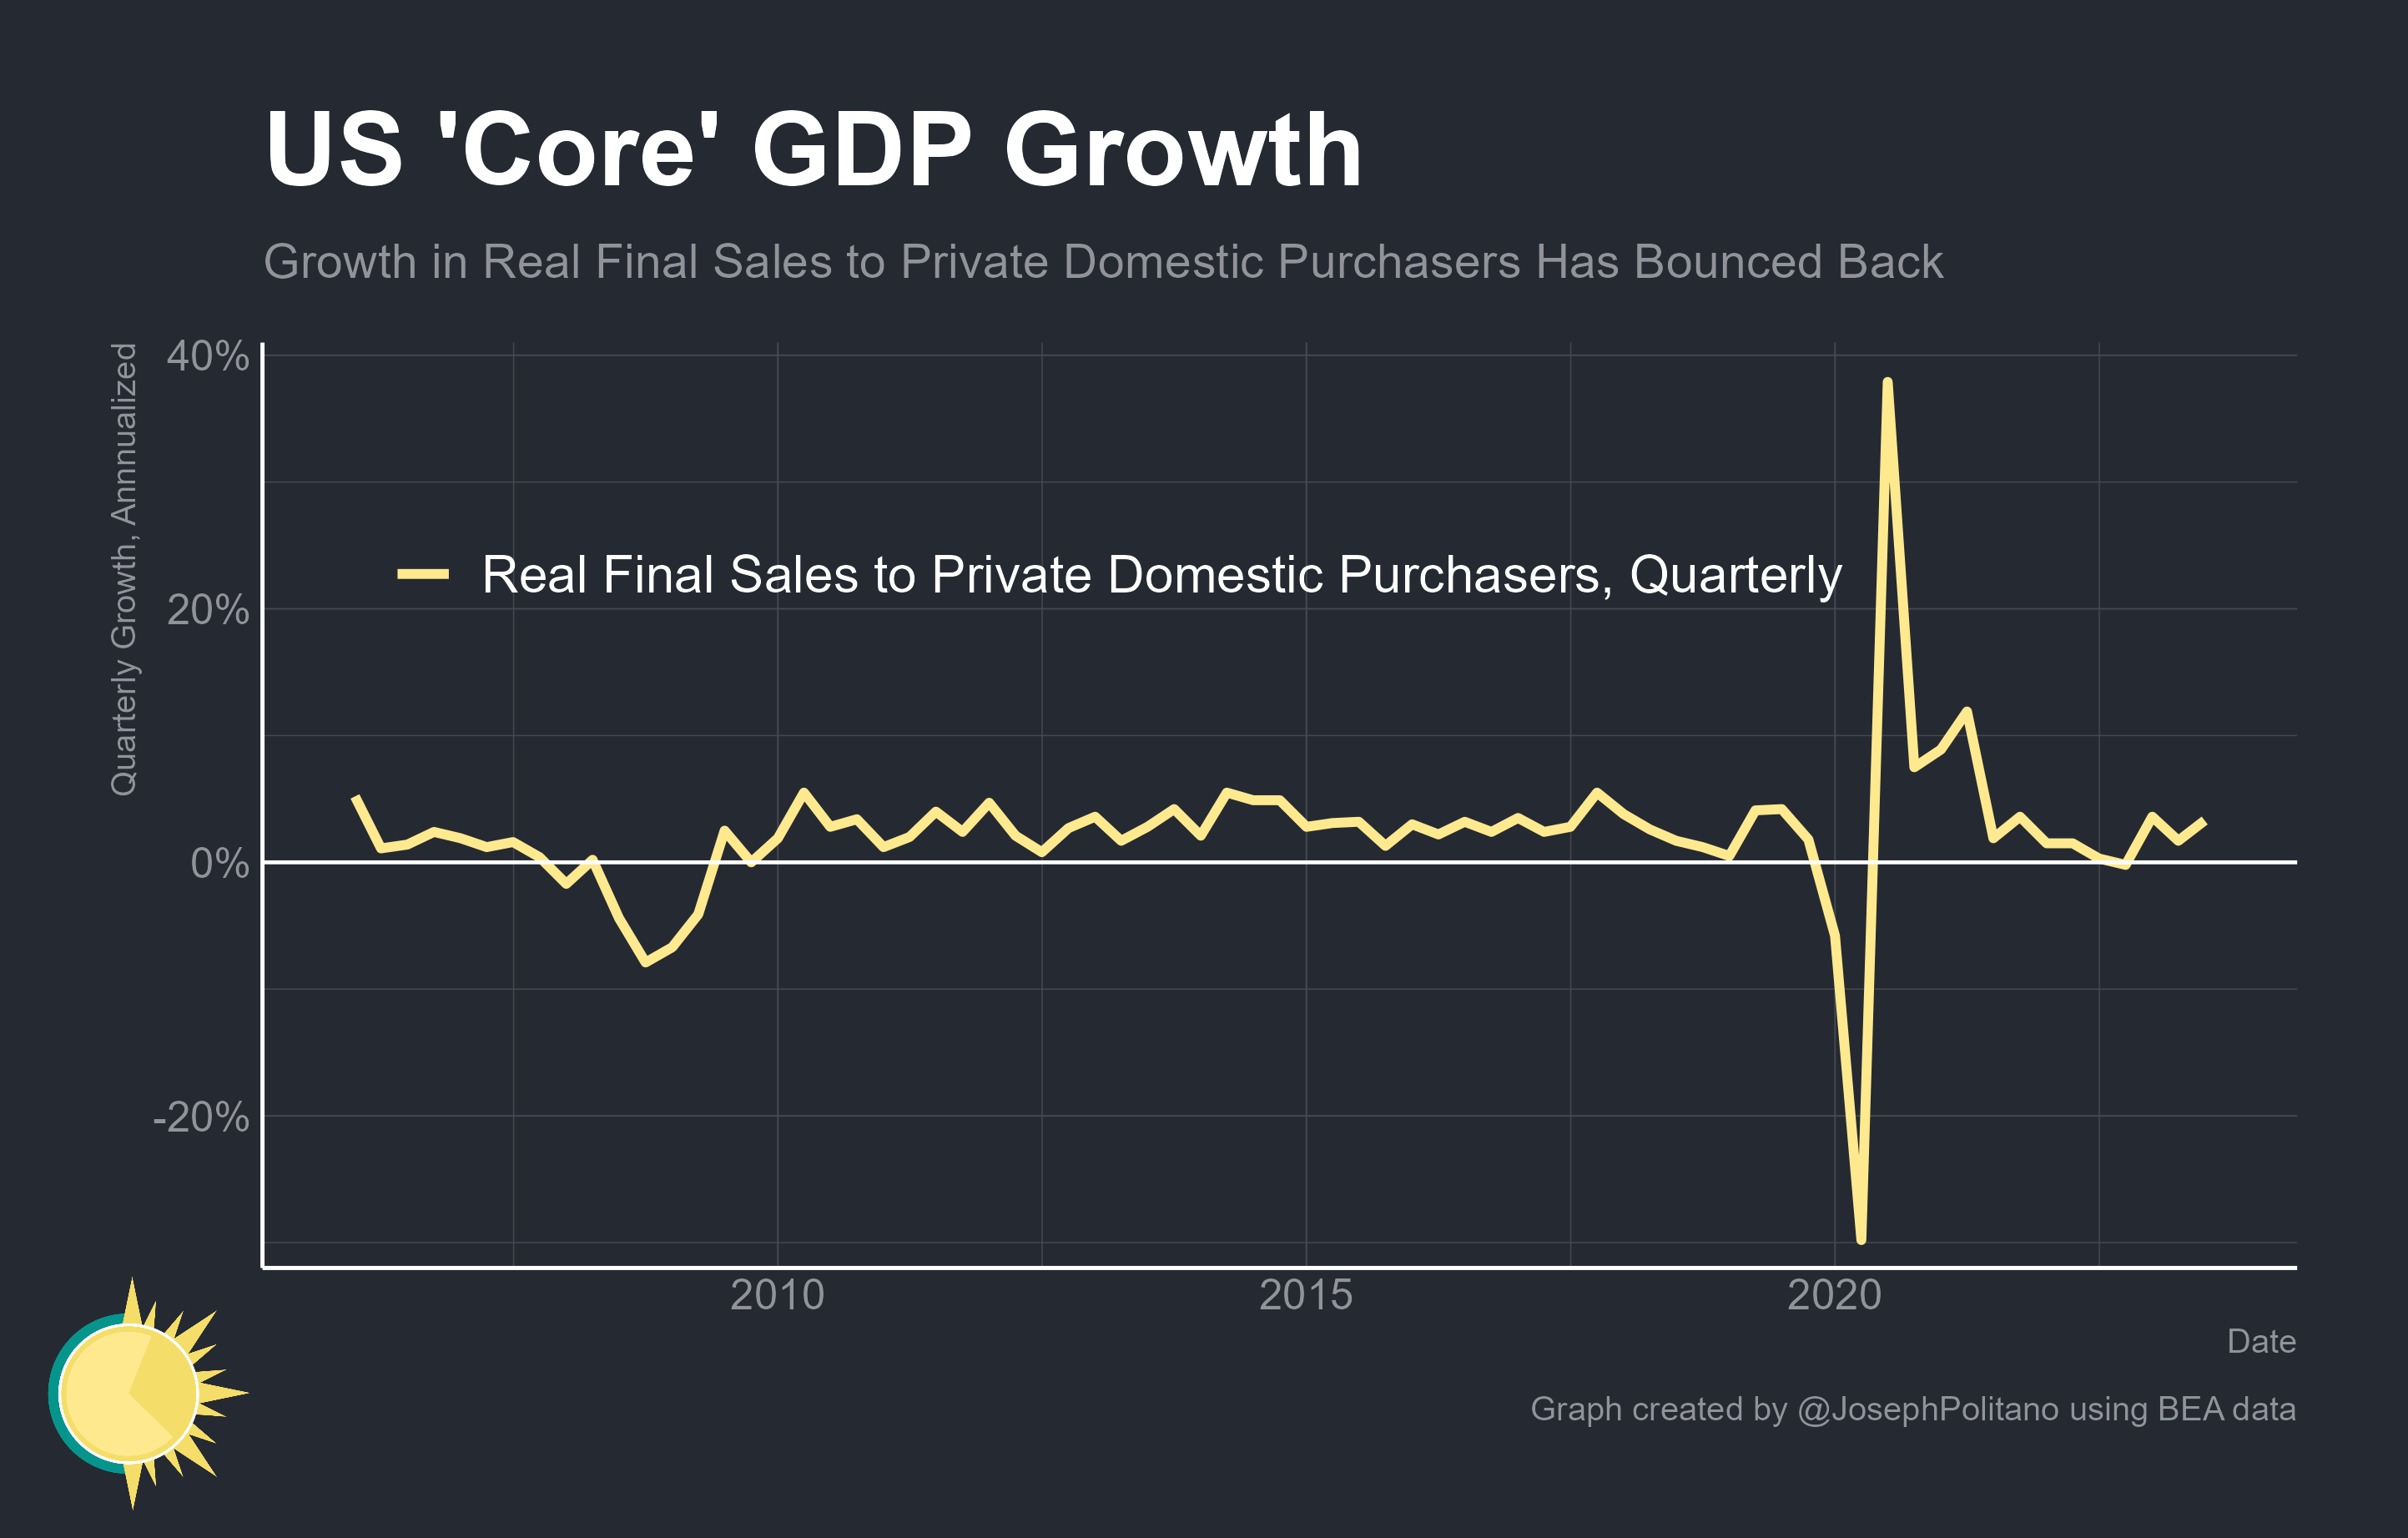 US 'Core' GDP Growth
Growth in Real Final Sales to Private Domestic Purchasers Has Bounced Back
Quarterly Growth, Annnualized
40%
20%
0%
-20%
Real Final Sales to Private Domestic Purchasers, Quarterly
2010
2015
2020
Date
Graph created by @JosephPolitano using BEA data